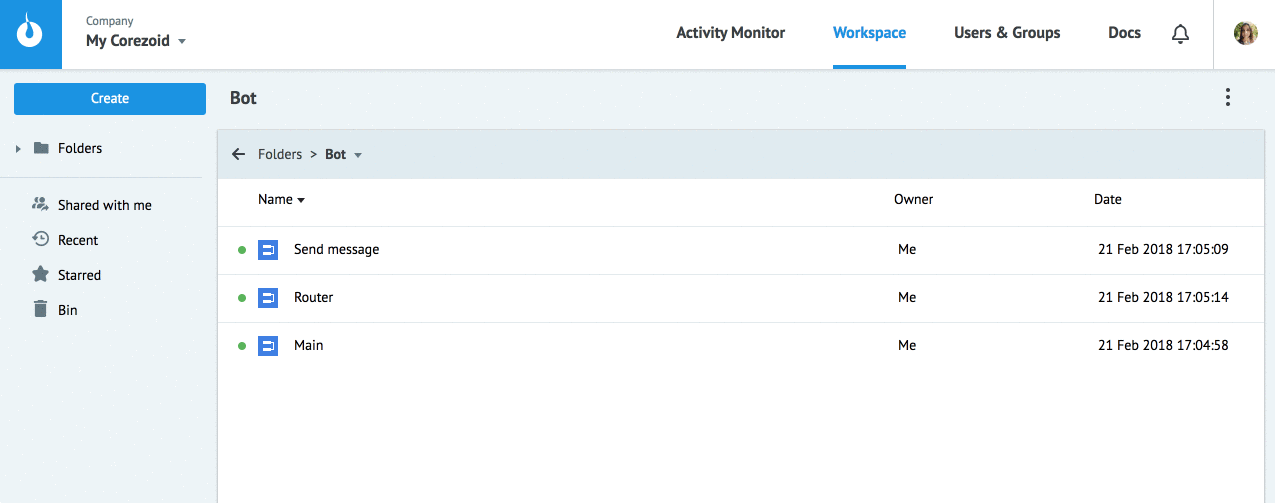 Company
My Corezoid
Activity Monitor
Workspace
Users & Groups
Docs
Create
Folders
Shared with me
Recent
Starred
Bin
Bot
Folders > Bot
Name Owner Date
Send message Me 21 Feb 2018 17:05:09
Router Me 21 Feb 2018 17:05:14
Main Me 21 Feb 2018 17:04:58